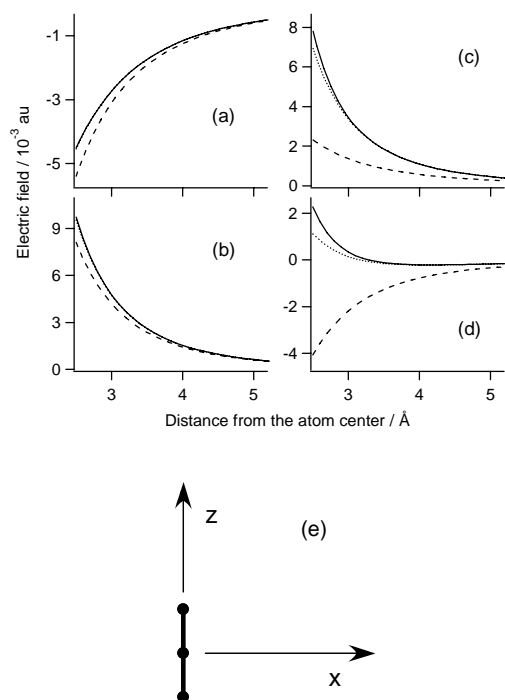 Electric field / 10⁻³ au
-1
-3
-5
(a)
8
6
4
2
0
(c)
9
6
3
0
(b)
2
0
-2
-4
(d)
3 4 5
3 4 5
Distance from the atom center / Å
z
(e)
x